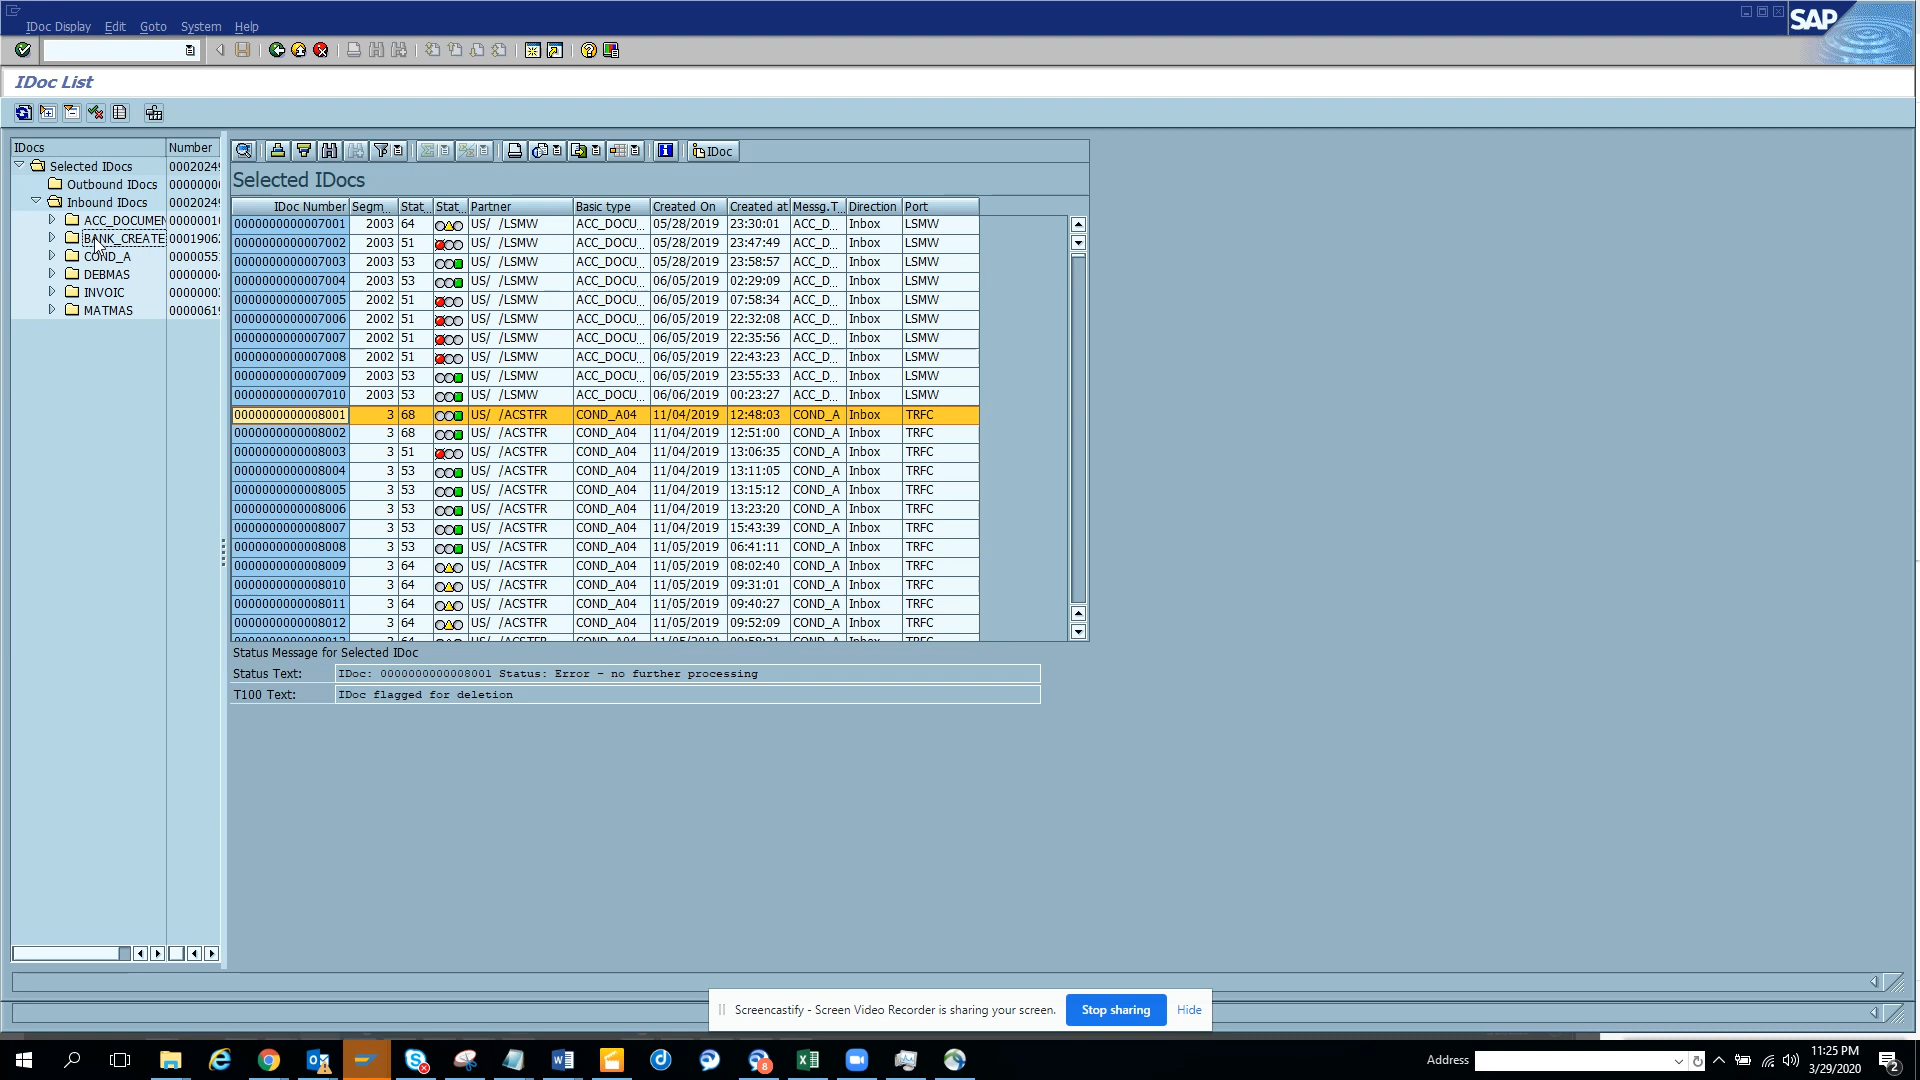 IDoc Display Edit Goto System Help
SAP
IDoc List
IDocs Number
Selected IDocs 00020249
Outbound IDocs 0000000
Inbound IDocs 00020249
ACC_DOCUMEN 0000001
BANK_CREATE 0001906
COND_A 0000055
DEBMAS 0000000
INVOIC 0000000
MATMAS 0000061
IDoc
Selected IDocs
IDoc Number Segm... Stat... Stat... Partner Basic type Created On Created at Messg.T... Direction Port
0000000000007001 2003 64 US/ /LSMW ACC_DOCU... 05/28/2019 23:30:01 ACC_D... Inbox LSMW
0000000000007002 2003 51 US/ /LSMW ACC_DOCU... 05/28/2019 23:47:49 ACC_D... Inbox LSMW
0000000000007003 2003 53 US/ /LSMW ACC_DOCU... 05/28/2019 23:58:57 ACC_D... Inbox LSMW
0000000000007004 2003 53 US/ /LSMW ACC_DOCU... 06/05/2019 02:29:09 ACC_D... Inbox LSMW
0000000000007005 2002 51 US/ /LSMW ACC_DOCU... 06/05/2019 07:58:34 ACC_D... Inbox LSMW
0000000000007006 2002 51 US/ /LSMW ACC_DOCU... 06/05/2019 22:32:08 ACC_D... Inbox LSMW
0000000000007007 2002 51 US/ /LSMW ACC_DOCU... 06/05/2019 22:35:56 ACC_D... Inbox LSMW
0000000000007008 2002 51 US/ /LSMW ACC_DOCU... 06/05/2019 22:43:23 ACC_D... Inbox LSMW
0000000000007009 2003 53 US/ /LSMW ACC_DOCU... 06/05/2019 23:55:33 ACC_D... Inbox LSMW
0000000000007010 2003 53 US/ /LSMW ACC_DOCU... 06/06/2019 00:23:27 ACC_D... Inbox LSMW
0000000000008001 3 68 US/ /ACSTFR COND_A04 11/04/2019 12:48:03 COND_A Inbox TRFC
0000000000008002 3 68 US/ /ACSTFR COND_A04 11/04/2019 12:51:00 COND_A Inbox TRFC
0000000000008003 3 51 US/ /ACSTFR COND_A04 11/04/2019 13:06:35 COND_A Inbox TRFC
0000000000008004 3 53 US/ /ACSTFR COND_A04 11/04/2019 13:11:05 COND_A Inbox TRFC
0000000000008005 3 53 US/ /ACSTFR COND_A04 11/04/2019 13:15:12 COND_A Inbox TRFC
0000000000008006 3 53 US/ /ACSTFR COND_A04 11/04/2019 13:23:20 COND_A Inbox TRFC
0000000000008007 3 53 US/ /ACSTFR COND_A04 11/04/2019 15:43:39 COND_A Inbox TRFC
0000000000008008 3 53 US/ /ACSTFR COND_A04 11/05/2019 06:41:11 COND_A Inbox TRFC
0000000000008009 3 64 US/ /ACSTFR COND_A04 11/05/2019 08:02:40 COND_A Inbox TRFC
0000000000008010 3 64 US/ /ACSTFR COND_A04 11/05/2019 09:31:01 COND_A Inbox TRFC
0000000000008011 3 64 US/ /ACSTFR COND_A04 11/05/2019 09:40:27 COND_A Inbox TRFC
0000000000008012 3 64 US/ /ACSTFR COND_A04 11/05/2019 09:52:09 COND_A Inbox TRFC
Status Message for Selected IDoc
Status Text: IDoc: 0000000000008001 Status: Error - no further processing
T100 Text: IDoc flagged for deletion
Screencastify - Screen Video Recorder is sharing your screen. Stop sharing Hide
Address
11:25 PM
3/29/2020
8
2